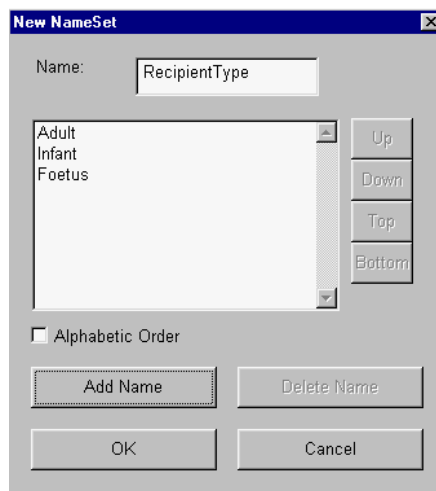 New NameSet
Name:
RecipientType
Adult
Infant
Foetus
Up
Down
Top
Bottom
Alphabetic Order
Add Name
Delete Name
OK
Cancel